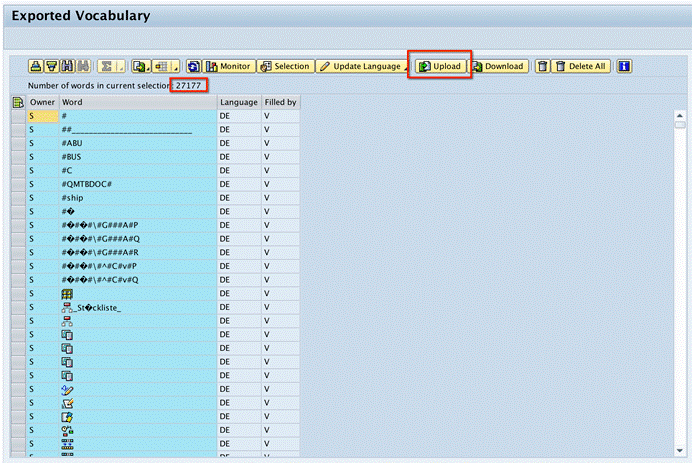 Exported Vocabulary
Monitor Selection Update Language Upload Download Delete All
Number of words in current selection: 27177
Owner Word Language Filled by
S # DE V
S ##____________________________ DE V
S #ABU DE V
S #BUS DE V
S #C DE V
S #QMTBDOC# DE V
S #ship DE V
S #� DE V
S #�#�#\#G###A#P DE V
S #�#�#\#G###A#Q DE V
S #�#�#\#G###A#R DE V
S #�#�#\#^#C#v#P DE V
S #�#�#\#^#C#v#Q DE V
S DE V
S _St�ckliste_ DE V
S DE V
S DE V
S DE V
S DE V
S DE V
S DE V
S DE V
S DE V
S DE V
S DE V
S DE V